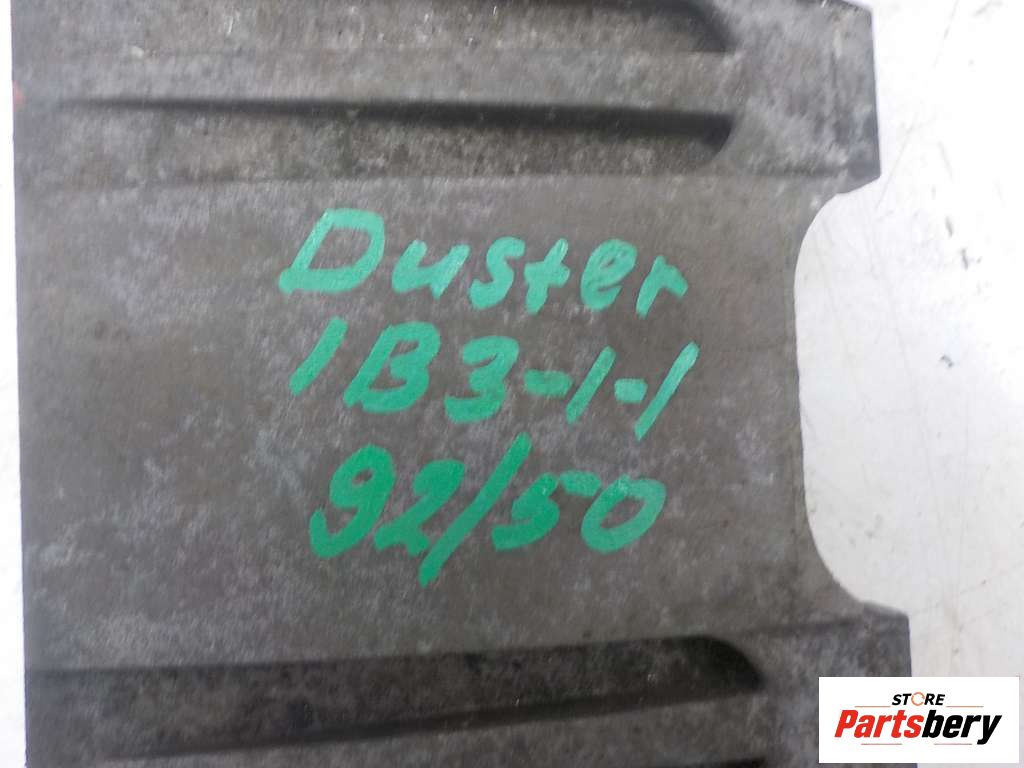 Duster
1B3-1-1
92/50
STORE
Partsbery